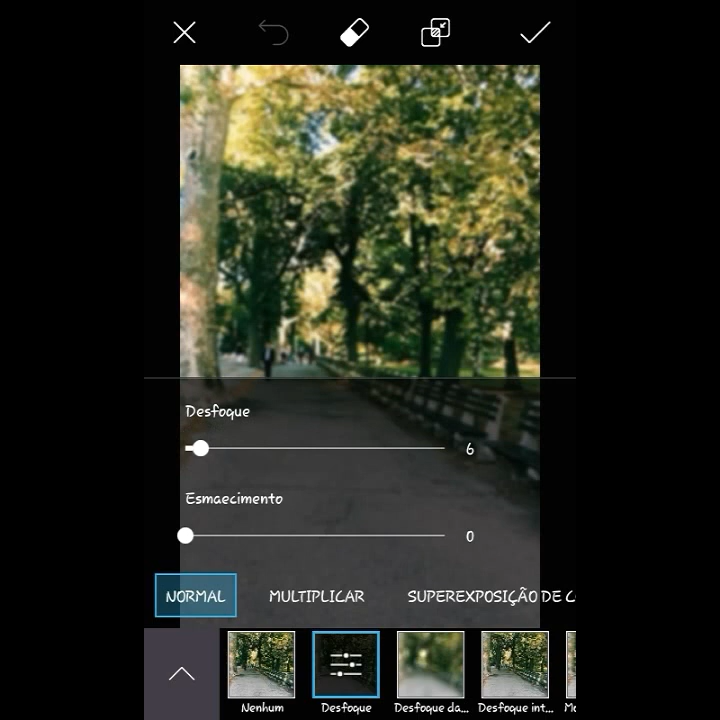 Desfoque
6
Esmaecimento
0
NORMAL MULTIPLICAR SUPEREXPOSIÇÃO DE
Nenhum Desfoque Desfoque da... Desfoque int...